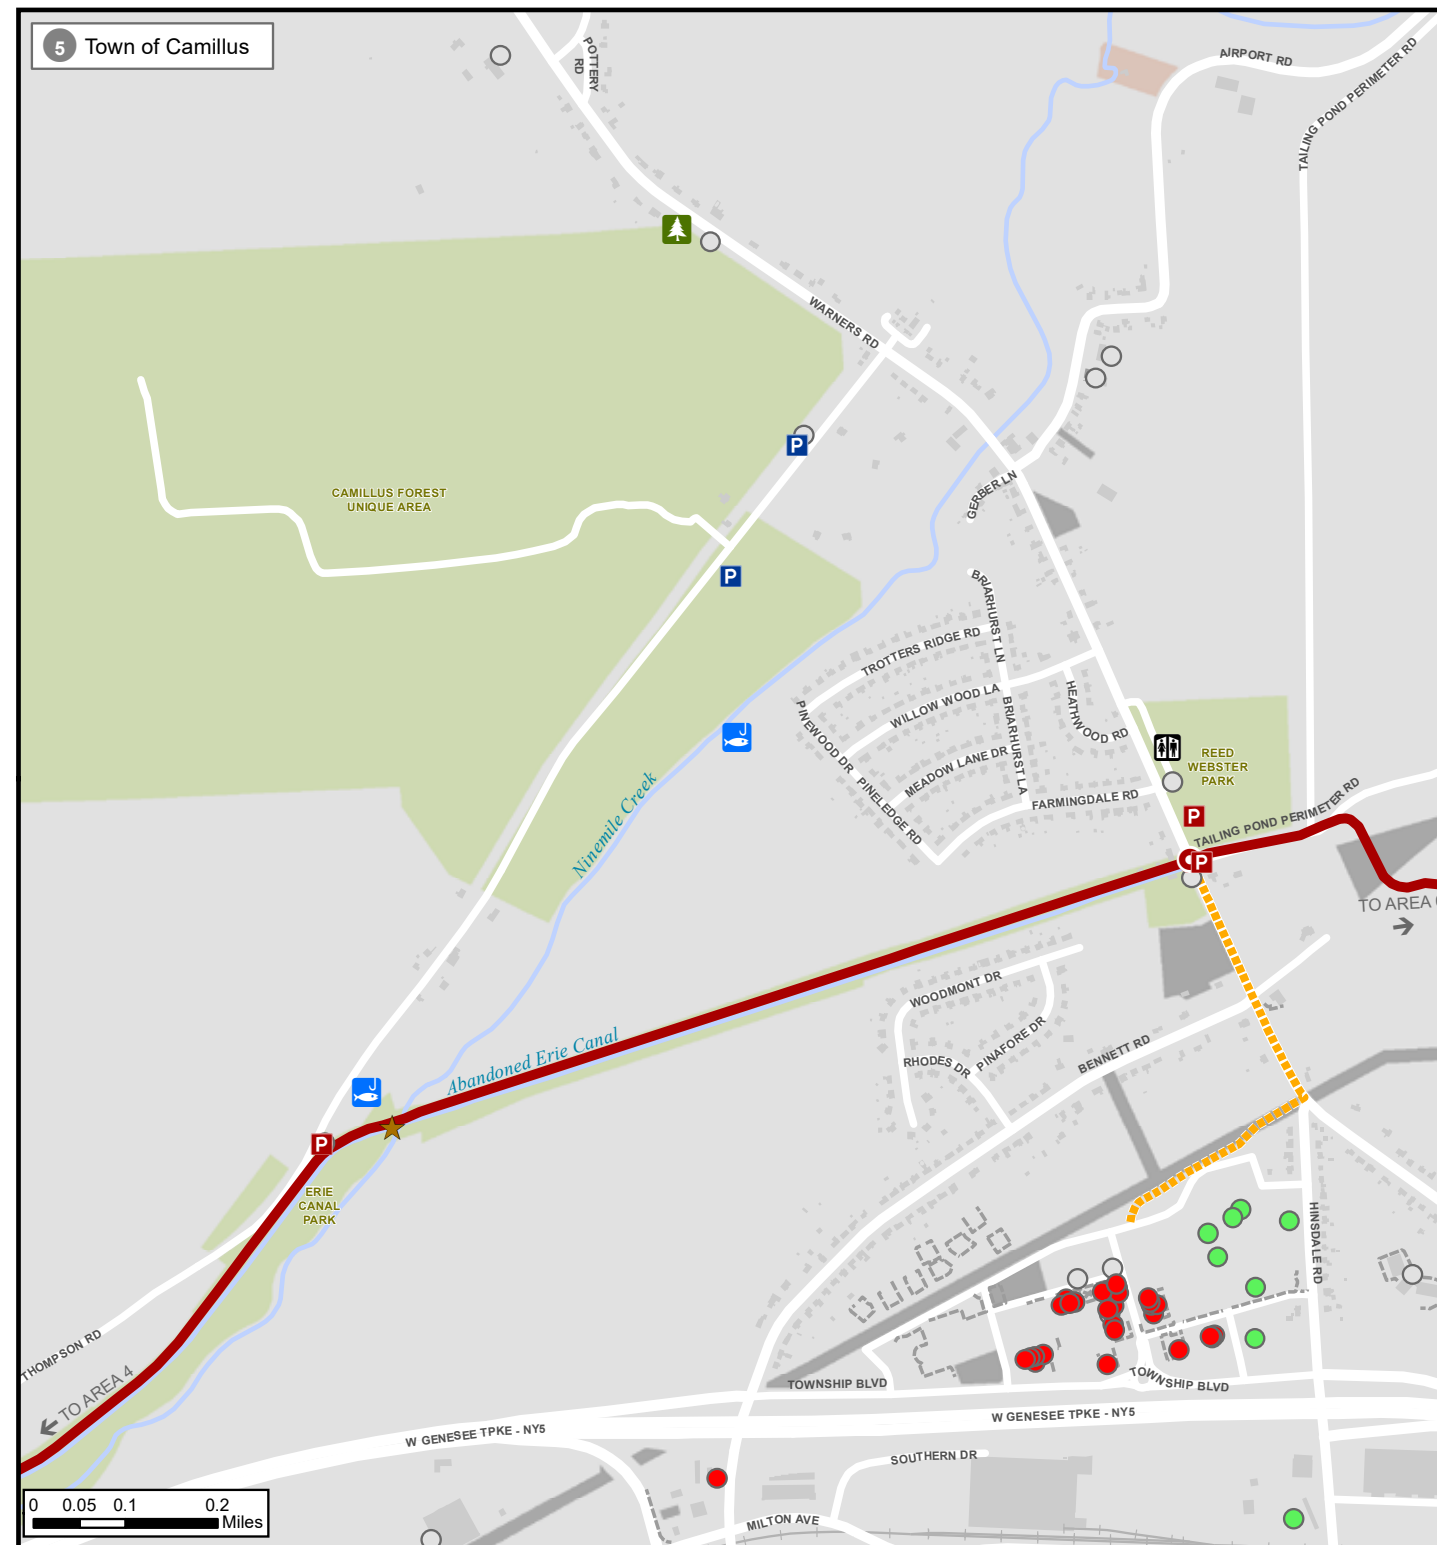 5 Town of Camillus
POTTERY
RD
AIRPORT RD
TAILING POND PERIMETER RD
WARNERS RD
P
CAMILLUS FOREST
UNIQUE AREA
GERBER LN
P
BRIARHURST LN
TROTTERS RIDGE RD
WILLOW WOOD LA
HEATHWOOD RD
PINEWOOD DR
BRIARHURST LA
MEADOW LANE DR
REED
WEBSTER
PARK
PINELEDGE RD
FARMINGDALE RD
P
TAILING POND PERIMETER RD
P
Ninemile Creek
TO AREA
WOODMONT DR
Abandoned Erie Canal
RHODES DR
PINAFORE DR
BENNETT RD
P
ERIE
CANAL
PARK
HINSDALE RD
THOMPSON RD
TO AREA 4
TOWNSHIP BLVD
TOWNSHIP BLVD
W GENESEE TPKE - NY5
W GENESEE TPKE - NY5
SOUTHERN DR
MILTON AVE
0 0.05 0.1 0.2
Miles